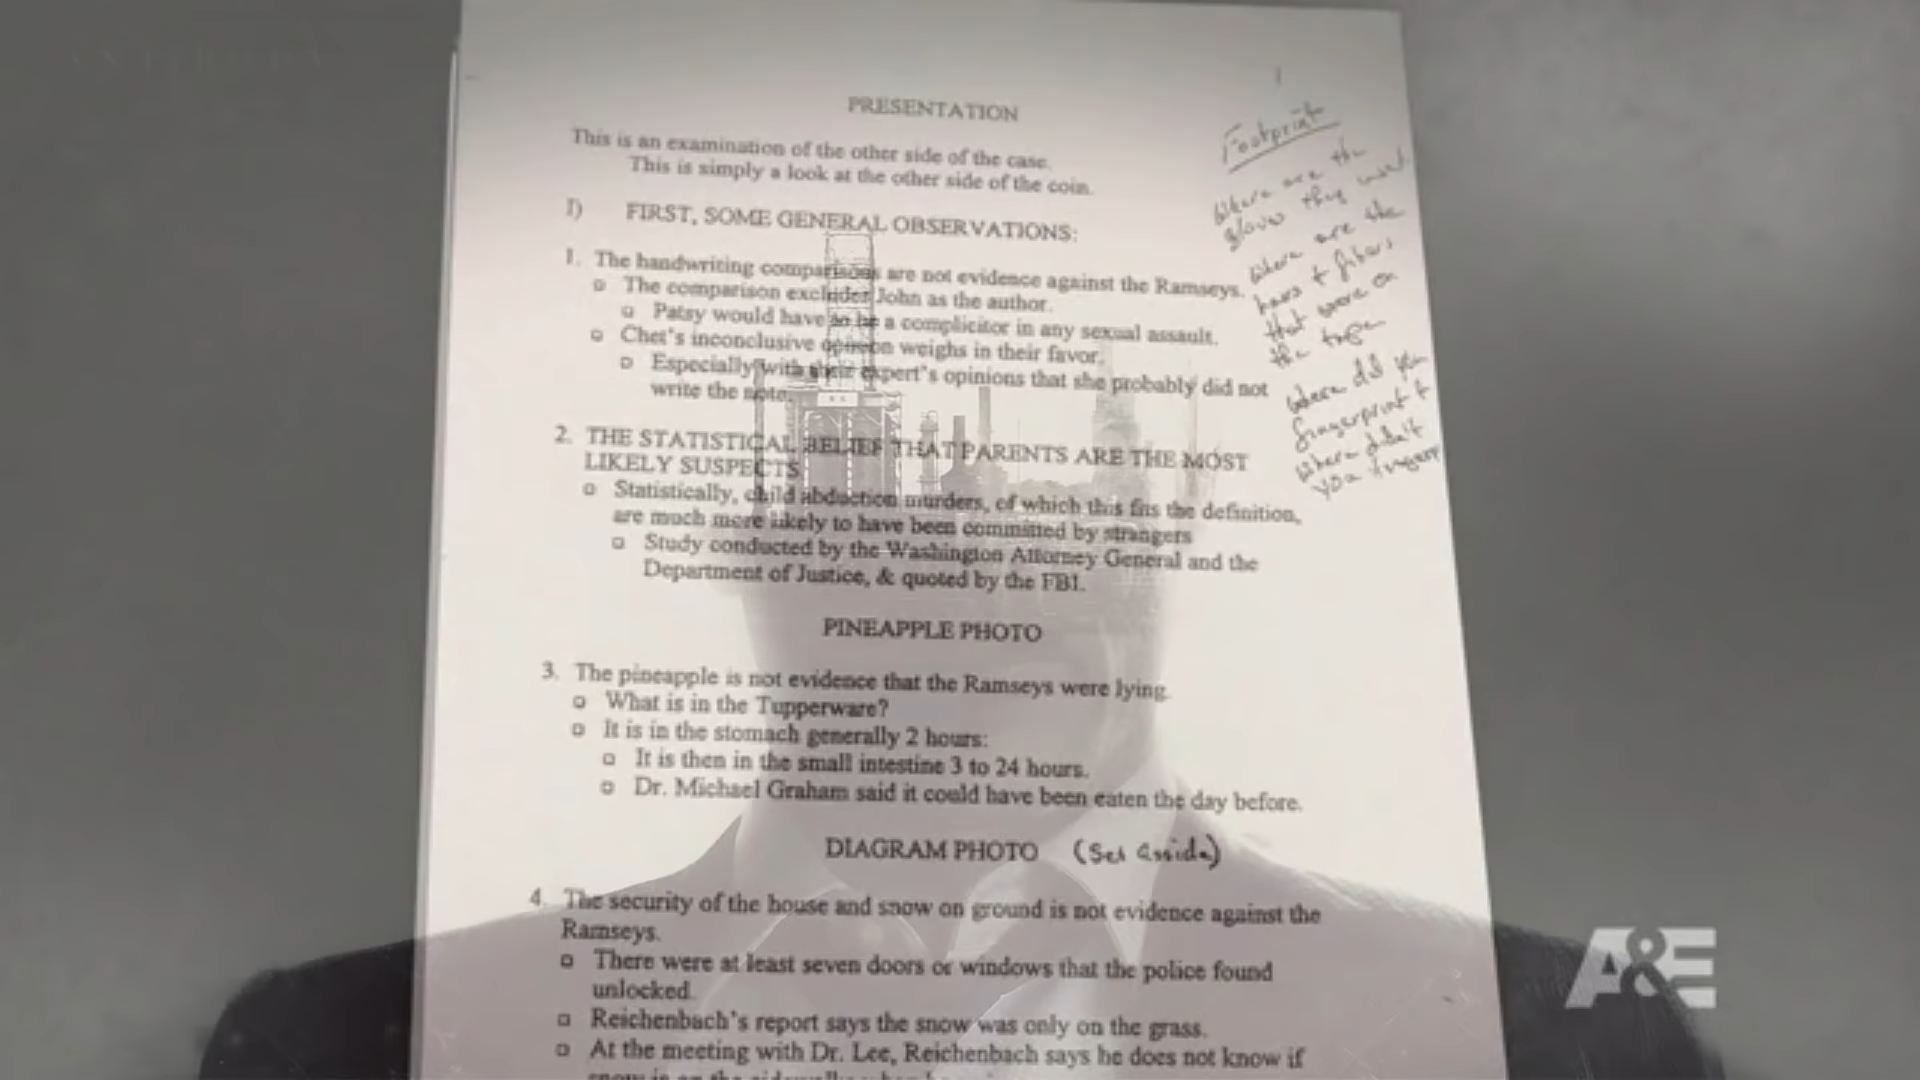 1
PRESENTATION
This is an examination of the other side of the case.
This is simply a look at the other side of the coin.
I) FIRST, SOME GENERAL OBSERVATIONS:
1. The handwriting comparisons are not evidence against the Ramseys.
▫ The comparison excludes John as the author.
▫ Patsy would have to be a complicitor in any sexual assault.
▫ Chet's inconclusive opinion weighs in their favor.
▫ Especially with their expert's opinions that she probably did not
write the note.
2. THE STATISTICAL BELIEF THAT PARENTS ARE THE MOST
LIKELY SUSPECTS
▫ Statistically, child abduction murders, of which this fits the definition,
are much more likely to have been committed by strangers
▫ Study conducted by the Washington Attorney General and the
Department of Justice, & quoted by the FBI.
PINEAPPLE PHOTO
3. The pineapple is not evidence that the Ramseys were lying.
▫ What is in the Tupperware?
▫ It is in the stomach generally 2 hours:
▫ It is then in the small intestine 3 to 24 hours.
▫ Dr. Michael Graham said it could have been eaten the day before.
DIAGRAM PHOTO (Set Aside)
4. The security of the house and snow on ground is not evidence against the
Ramseys.
▫ There were at least seven doors or windows that the police found
unlocked.
▫ Reichenbach's report says the snow was only on the grass.
▫ At the meeting with Dr. Lee, Reichenbach says he does not know if
Footprint
Where are the
gloves they
Where are the
hairs + fibers
that were on
the tape
Where did you
fingerprint +
where didn't
you
A&E